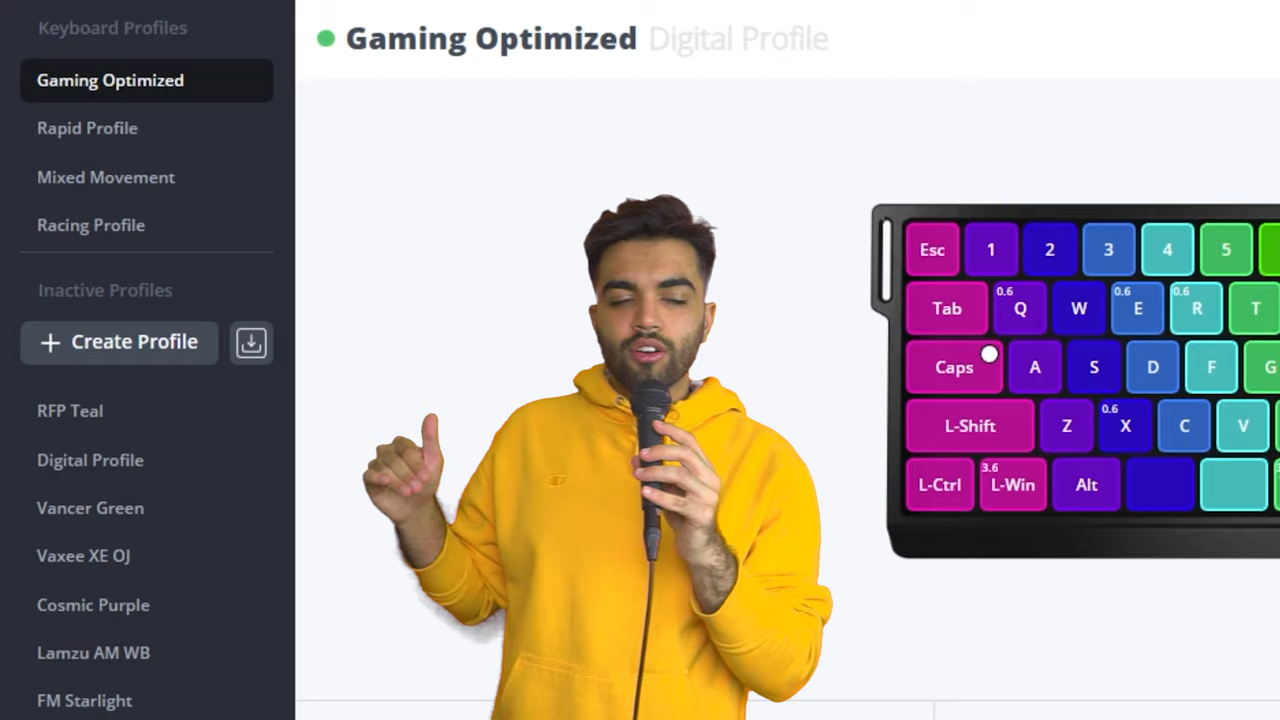 Keyboard Profiles
Gaming Optimized
Rapid Profile
Mixed Movement
Racing Profile
Inactive Profiles
+ Create Profile
RFP Teal
Digital Profile
Vancer Green
Vaxee XE OJ
Cosmic Purple
Lamzu AM WB
FM Starlight
Gaming Optimized Digital Profile
Esc 1 2 3 4 5
Tab 0.6 Q W 0.6 E 0.6 R T
Caps A S D F G
L-Shift Z 0.6 X C V
L-Ctrl 3.6 L-Win Alt